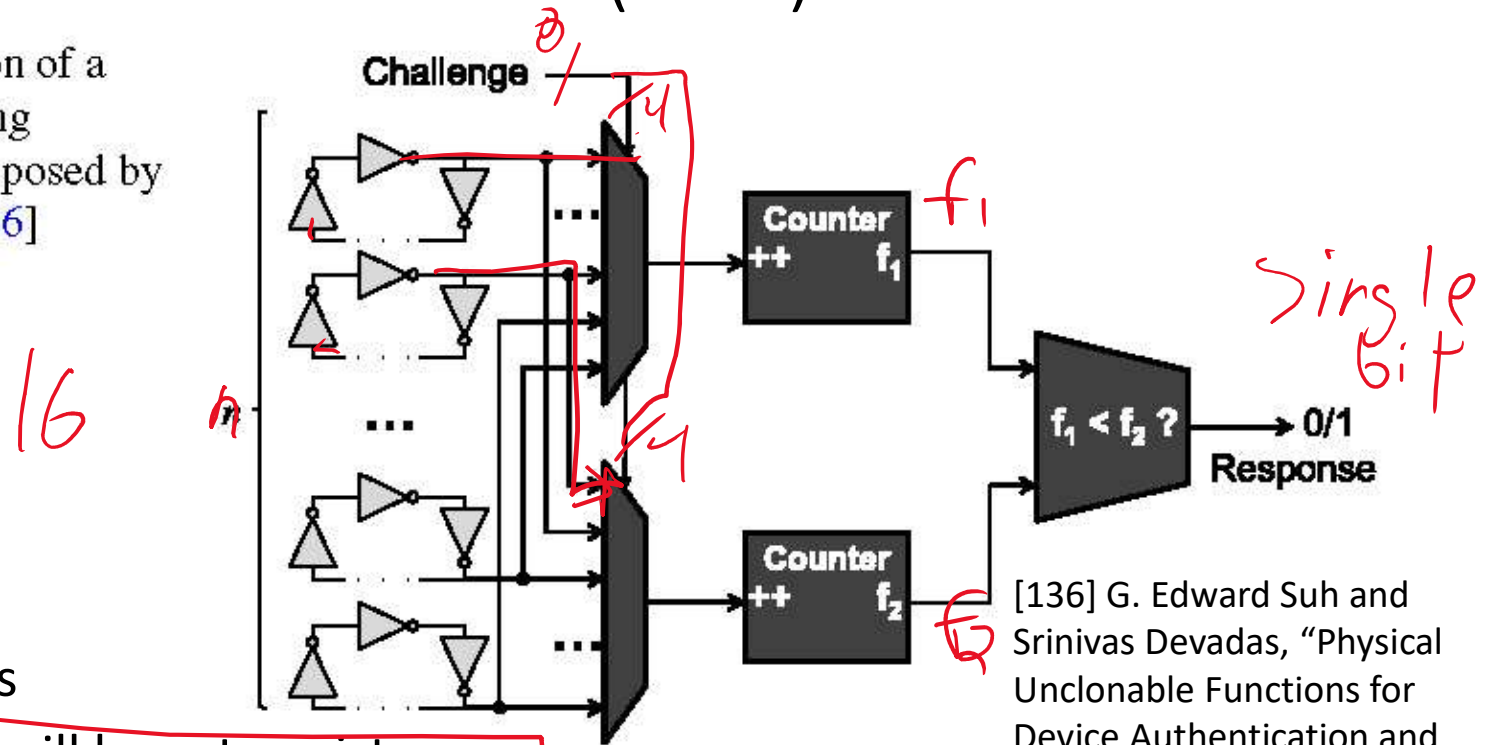 on of a
ng
posed by
6]
Challenge
8
4
16
n
4
Counter
++ f₁
f₁
Counter
++ f₂
f₂
f₁ < f₂ ?
0/1
Response
Single
bit
[136] G. Edward Suh and
Srinivas Devadas, “Physical
Unclonable Functions for
Device Authentication and
s